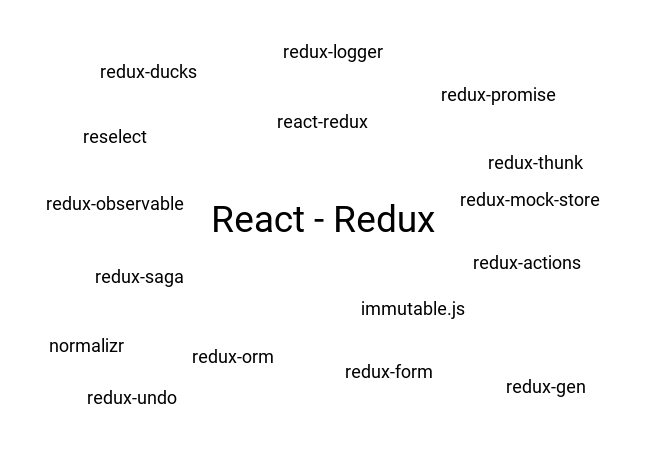 redux-logger
redux-ducks
redux-promise
react-redux
reselect
redux-thunk
redux-mock-store
redux-observable
React - Redux
redux-actions
redux-saga
immutable.js
normalizr
redux-orm
redux-form
redux-gen
redux-undo